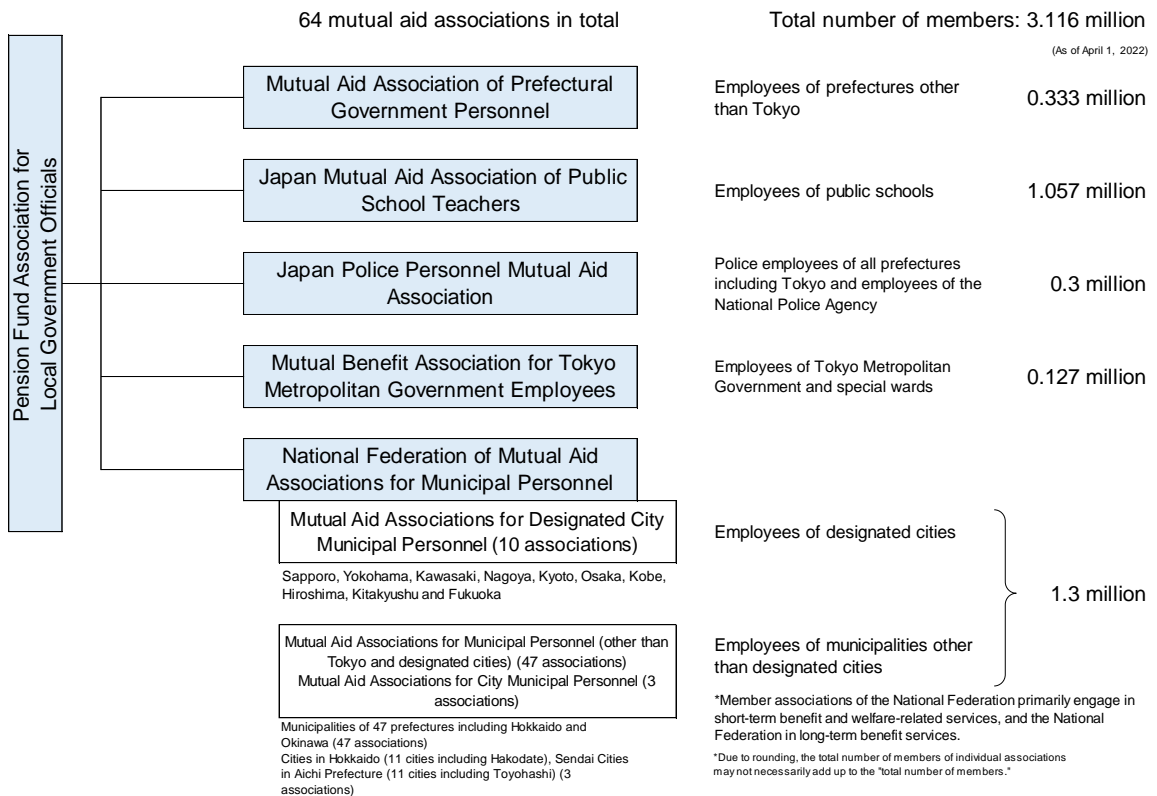 64 mutual aid associations in total
Total number of members: 3.116 million
(As of April 1, 2022)
Pension Fund Association for
Local Government Officials
Mutual Aid Association of Prefectural
Government Personnel
Employees of prefectures other
than Tokyo
0.333 million
Japan Mutual Aid Association of Public
School Teachers
Employees of public schools
1.057 million
Japan Police Personnel Mutual Aid
Association
Police employees of all prefectures
including Tokyo and employees of the
National Police Agency
0.3 million
Mutual Benefit Association for Tokyo
Metropolitan Government Employees
Employees of Tokyo Metropolitan
Government and special wards
0.127 million
National Federation of Mutual Aid
Associations for Municipal Personnel
Mutual Aid Associations for Designated City
Municipal Personnel (10 associations)
Employees of designated cities
Sapporo, Yokohama, Kawasaki, Nagoya, Kyoto, Osaka, Kobe,
Hiroshima, Kitakyushu and Fukuoka
1.3 million
Mutual Aid Associations for Municipal Personnel (other than
Tokyo and designated cities) (47 associations)
Mutual Aid Associations for City Municipal Personnel (3
associations)
Employees of municipalities other
than designated cities
Municipalities of 47 prefectures including Hokkaido and
Okinawa (47 associations)
Cities in Hokkaido (11 cities including Hakodate), Sendai Cities
in Aichi Prefecture (11 cities including Toyohashi) (3
associations)
*Member associations of the National Federation primarily engage in
short-term benefit and welfare-related services, and the National
Federation in long-term benefit services.
*Due to rounding, the total number of members of individual associations
may not necessarily add up to the "total number of members."